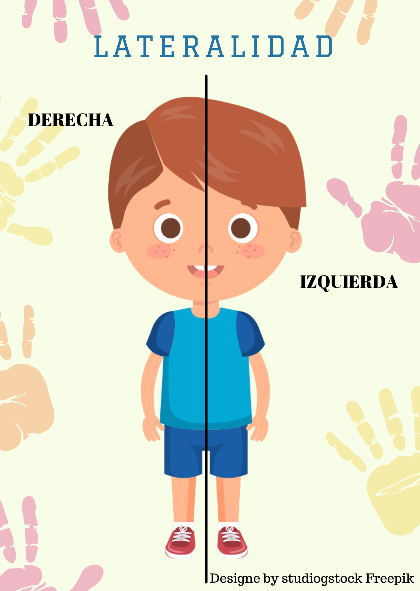 LATERALIDAD
DERECHA
IZQUIERDA
Designe by studiogstock Freepik